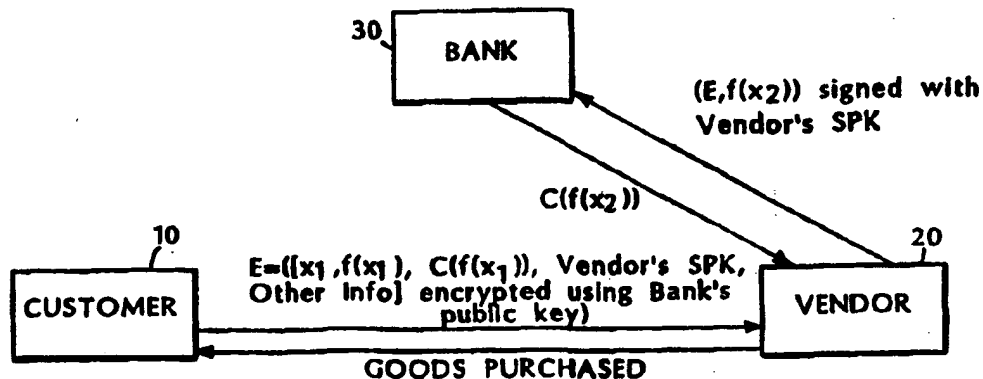 30
BANK
(E,f(x2)) signed with
Vendor's SPK
C(f(x2))
10
20
E=([x1,f(x1), C(f(x1)), Vendor's SPK,
Other Info] encrypted using Bank's
public key)
CUSTOMER
VENDOR
GOODS PURCHASED